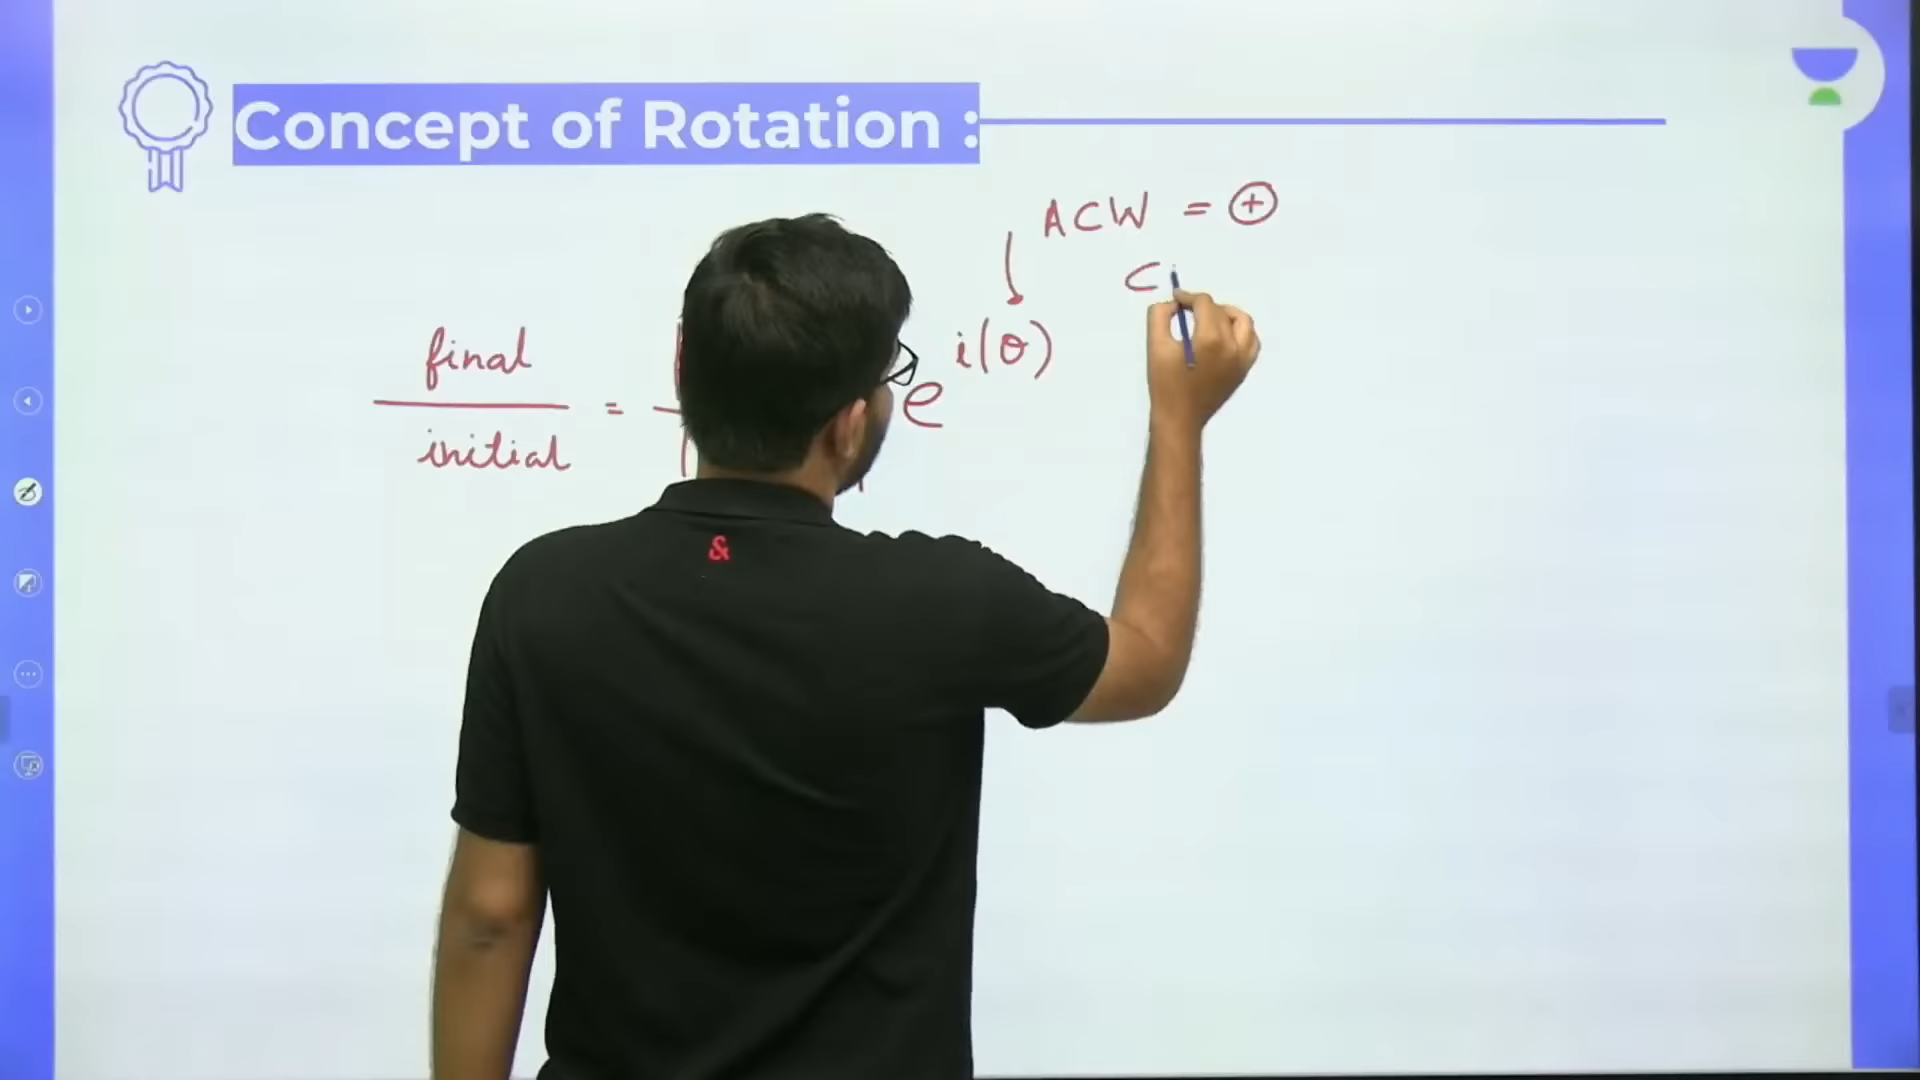 Concept of Rotation :
ACW = ⊕
C
final / initial = e^{i(θ)}
&